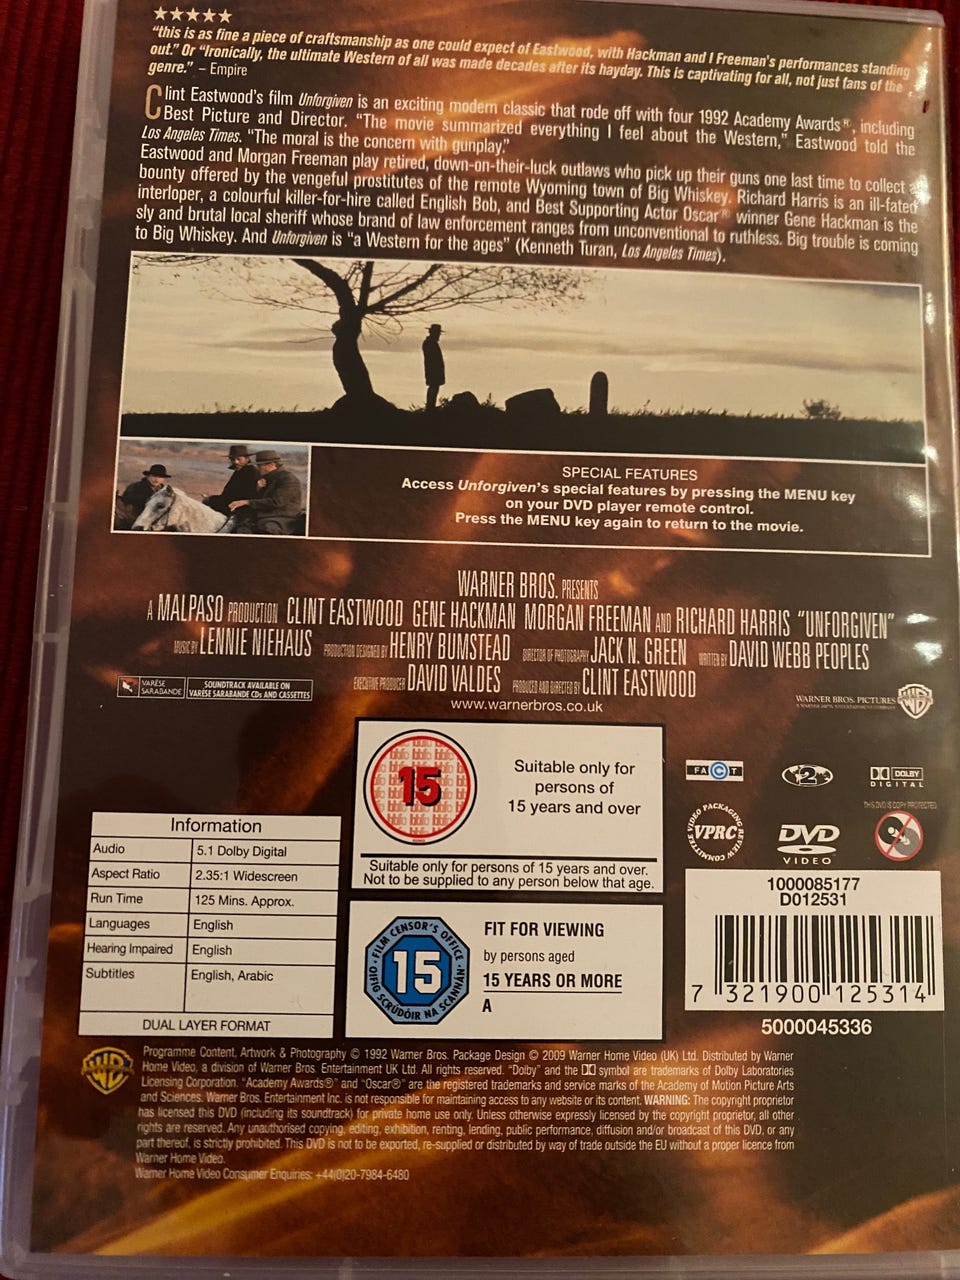 ★★★★★
"this is as fine a piece of craftsmanship as one could expect of Eastwood, with Hackman and I Freeman's performances standing
out." Or "Ironically, the ultimate Western of all was made decades after its hayday. This is captivating for all, not just fans of the
genre." – Empire
Clint Eastwood's film Unforgiven is an exciting modern classic that rode off with four 1992 Academy Awards®, including
Best Picture and Director. "The movie summarized everything I feel about the Western," Eastwood told the
Los Angeles Times. "The moral is the concern with gunplay."
Eastwood and Morgan Freeman play retired, down-on-their-luck outlaws who pick up their guns one last time to collect a
bounty offered by the vengeful prostitutes of the remote Wyoming town of Big Whiskey. Richard Harris is an ill-fated
interloper, a colourful killer-for-hire called English Bob, and Best Supporting Actor Oscar® winner Gene Hackman is the
sly and brutal local sheriff whose brand of law enforcement ranges from unconventional to ruthless. Big trouble is coming
to Big Whiskey. And Unforgiven is "a Western for the ages" (Kenneth Turan, Los Angeles Times).
SPECIAL FEATURES
Access Unforgiven's special features by pressing the MENU key
on your DVD player remote control.
Press the MENU key again to return to the movie.
WARNER BROS. PRESENTS
A MALPASO PRODUCTION CLINT EASTWOOD GENE HACKMAN MORGAN FREEMAN AND RICHARD HARRIS "UNFORGIVEN"
MUSIC BY LENNIE NIEHAUS PRODUCTION DESIGNED BY HENRY BUMSTEAD DIRECTOR OF PHOTOGRAPHY JACK N. GREEN WRITTEN BY DAVID WEBB PEOPLES
EXECUTIVE PRODUCER DAVID VALDES PRODUCED AND DIRECTED BY CLINT EASTWOOD
VARÈSE
SARABANDE
SOUNDTRACK AVAILABLE ON
VARÈSE SARABANDE CDs AND CASSETTES
www.warnerbros.co.uk
WARNER BROS. PICTURES
WB
bbfc
15
Suitable only for
persons of
15 years and over
Suitable only for persons of 15 years and over.
Not to be supplied to any person below that age.
FACT
2
DOLBY
DIGITAL
THIS DVD IS COPY PROTECTED
VIDEO PACKAGING REVIEW COMMITTEE
VPRC
DVD
VIDEO
Information
Audio 5.1 Dolby Digital
Aspect Ratio 2.35:1 Widescreen
Run Time 125 Mins. Approx.
Languages English
Hearing Impaired English
Subtitles English, Arabic
DUAL LAYER FORMAT
FILM CENSOR'S OFFICE
15
OIFIG SCRÚDÓIR NA SCANNÁN
FIT FOR VIEWING
by persons aged
15 YEARS OR MORE
A
1000085177
D012531
7 321900 125314
5000045336
WB
Programme Content, Artwork & Photography © 1992 Warner Bros. Package Design © 2009 Warner Home Video (UK) Ltd. Distributed by Warner
Home Video, a division of Warner Bros. Entertainment UK Ltd. All rights reserved. "Dolby" and the DD symbol are trademarks of Dolby Laboratories
Licensing Corporation. "Academy Awards®" and "Oscar®" are the registered trademarks and service marks of the Academy of Motion Picture Arts
and Sciences. Warner Bros. Entertainment Inc. is not responsible for maintaining access to any website or its content. WARNING: The copyright proprietor
has licensed this DVD (including its soundtrack) for private home use only. Unless otherwise expressly licensed by the copyright proprietor, all other
rights are reserved. Any unauthorised copying, editing, exhibition, renting, lending, public performance, diffusion and/or broadcast of this DVD, or any
part thereof, is strictly prohibited. This DVD is not to be exported, re-supplied or distributed by way of trade outside the EU without a proper licence from
Warner Home Video.
Warner Home Video Consumer Enquiries: +44(0)20-7984-6480